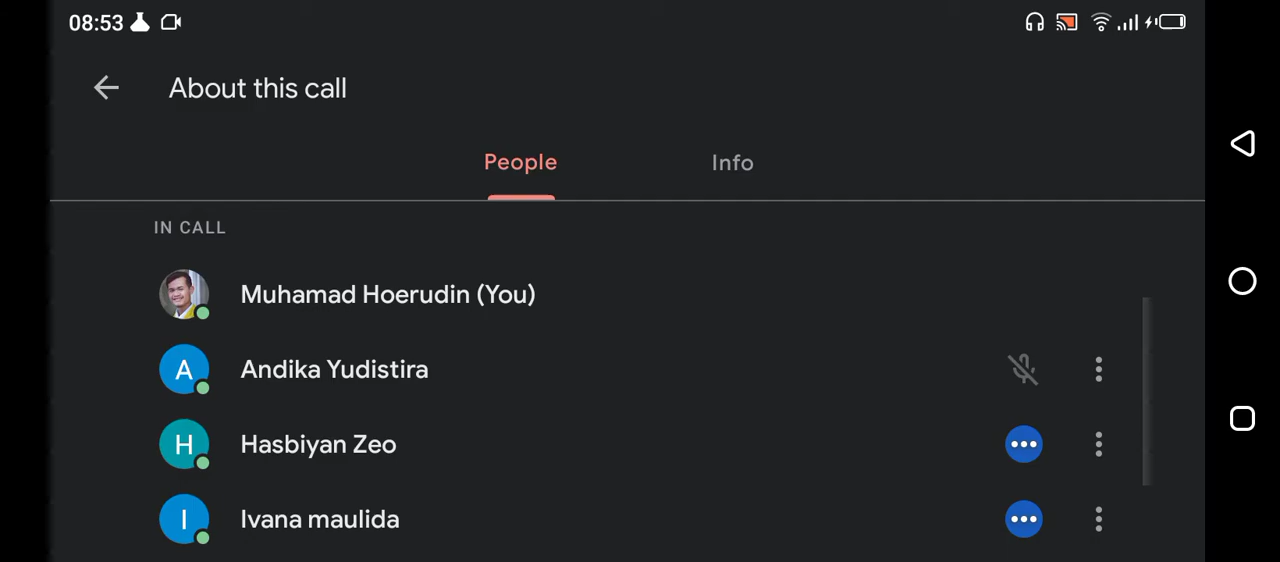 08:53
About this call
People
Info
IN CALL
Muhamad Hoerudin (You)
A
Andika Yudistira
H
Hasbiyan Zeo
I
Ivana maulida